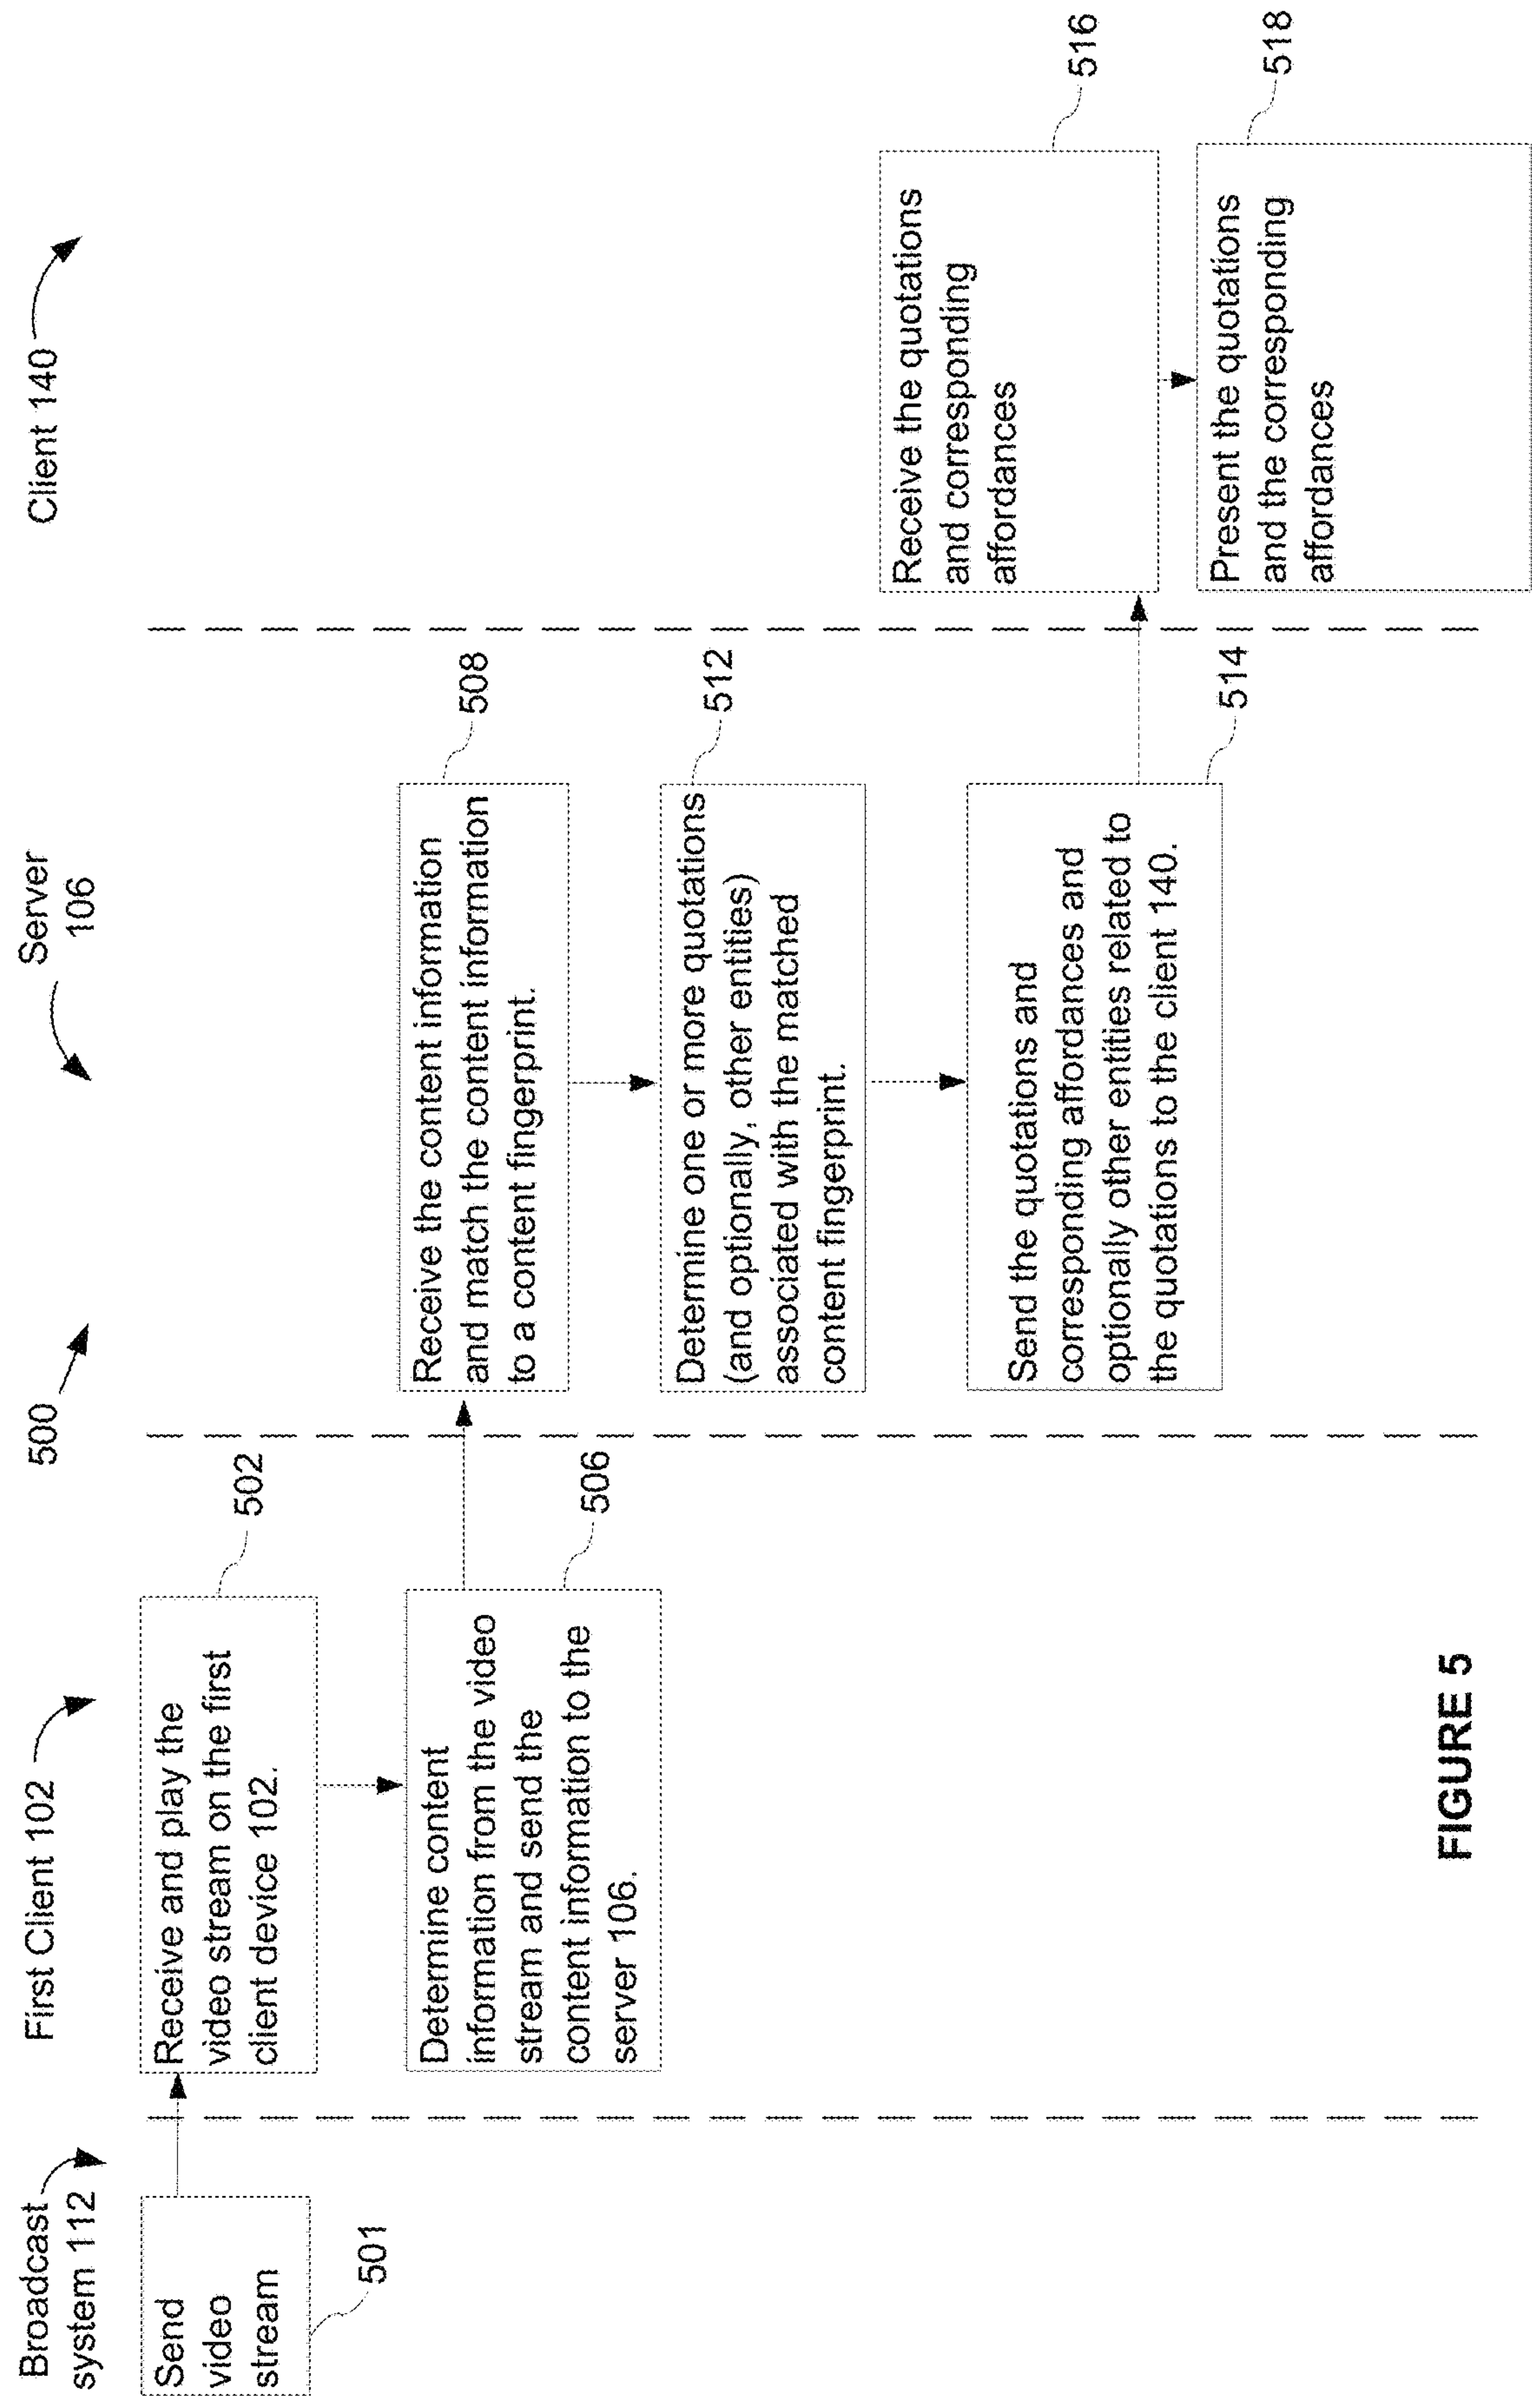 500
Broadcast
system 112
First Client 102
Server
106
Client 140
Send
video
stream
501
Receive and play the
video stream on the first
client device 102.
502
Determine content
information from the video
stream and send the
content information to the
server 106.
506
Receive the content information
and match the content information
to a content fingerprint.
508
Determine one or more quotations
(and optionally, other entities)
associated with the matched
content fingerprint.
512
Send the quotations and
corresponding affordances and
optionally other entities related to
the quotations to the client 140.
514
Receive the quotations
and corresponding
affordances
516
Present the quotations
and the corresponding
affordances
518
FIGURE 5